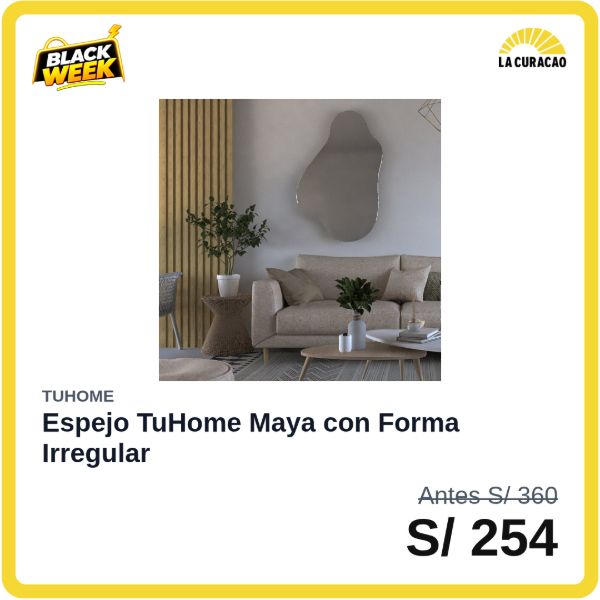 BLACK
WEEK
LA CURACAO
TUHOME
Espejo TuHome Maya con Forma
Irregular
Antes S/ 360
S/ 254